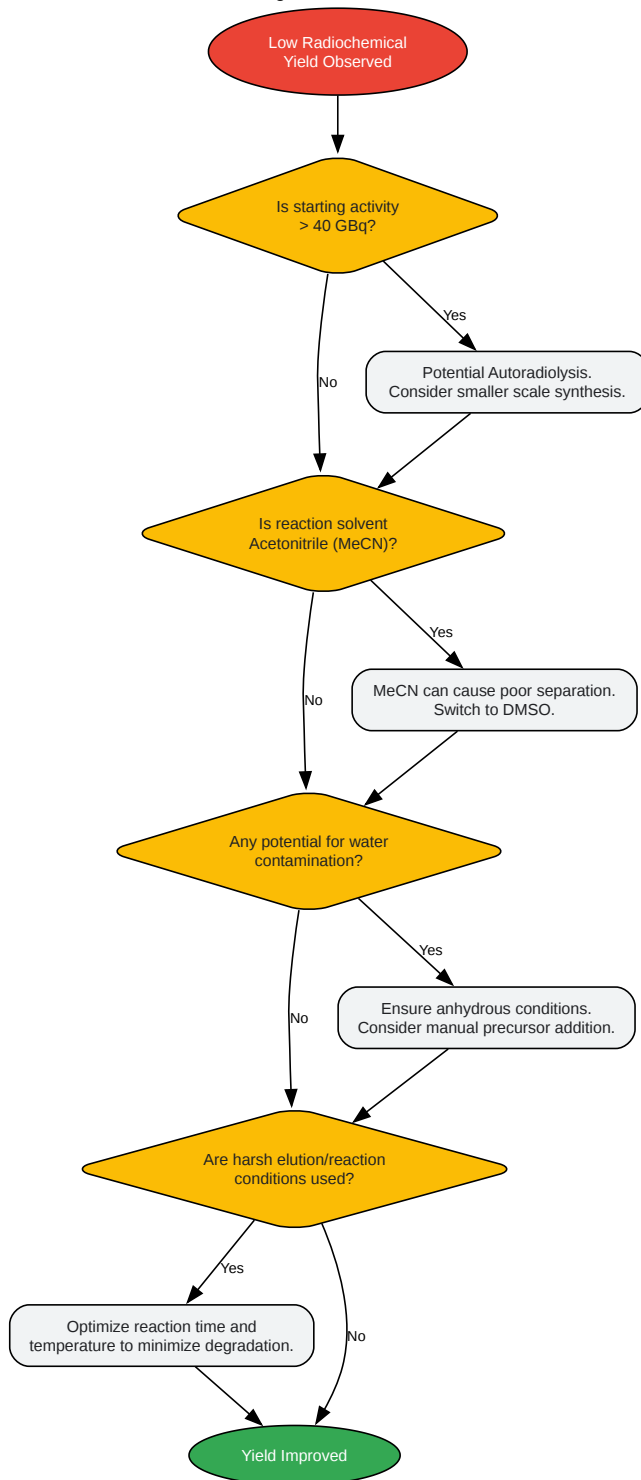 Low Radiochemical
Yield Observed
Is starting activity
> 40 GBq?
Yes
No
Potential Autoradiolysis.
Consider smaller scale synthesis.
Is reaction solvent
Acetonitrile (MeCN)?
Yes
No
MeCN can cause poor separation.
Switch to DMSO.
Any potential for water
contamination?
Yes
No
Ensure anhydrous conditions.
Consider manual precursor addition.
Are harsh elution/reaction
conditions used?
Yes
No
Optimize reaction time and
temperature to minimize degradation.
Yield Improved